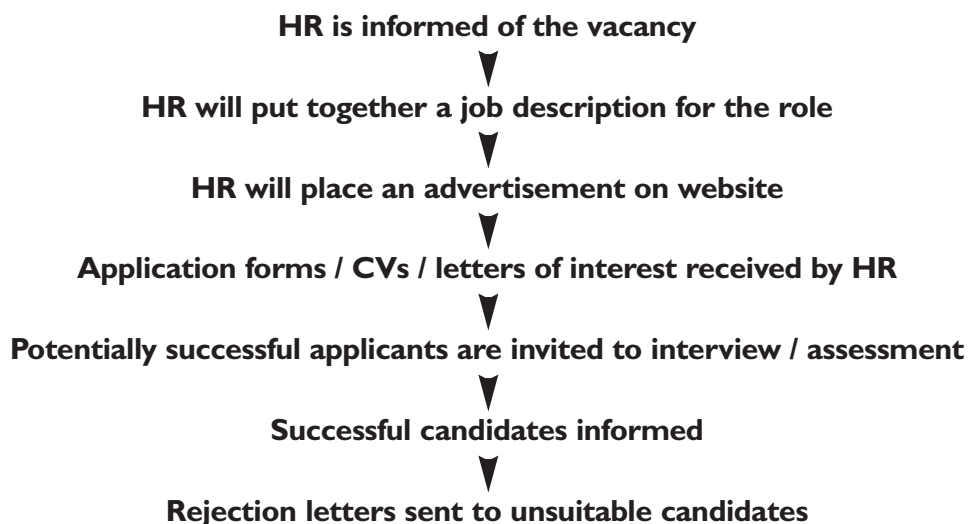 HR is informed of the vacancy
HR will put together a job description for the role
HR will place an advertisement on website
Application forms / CVs / letters of interest received by HR
Potentially successful applicants are invited to interview / assessment
Successful candidates informed
Rejection letters sent to unsuitable candidates